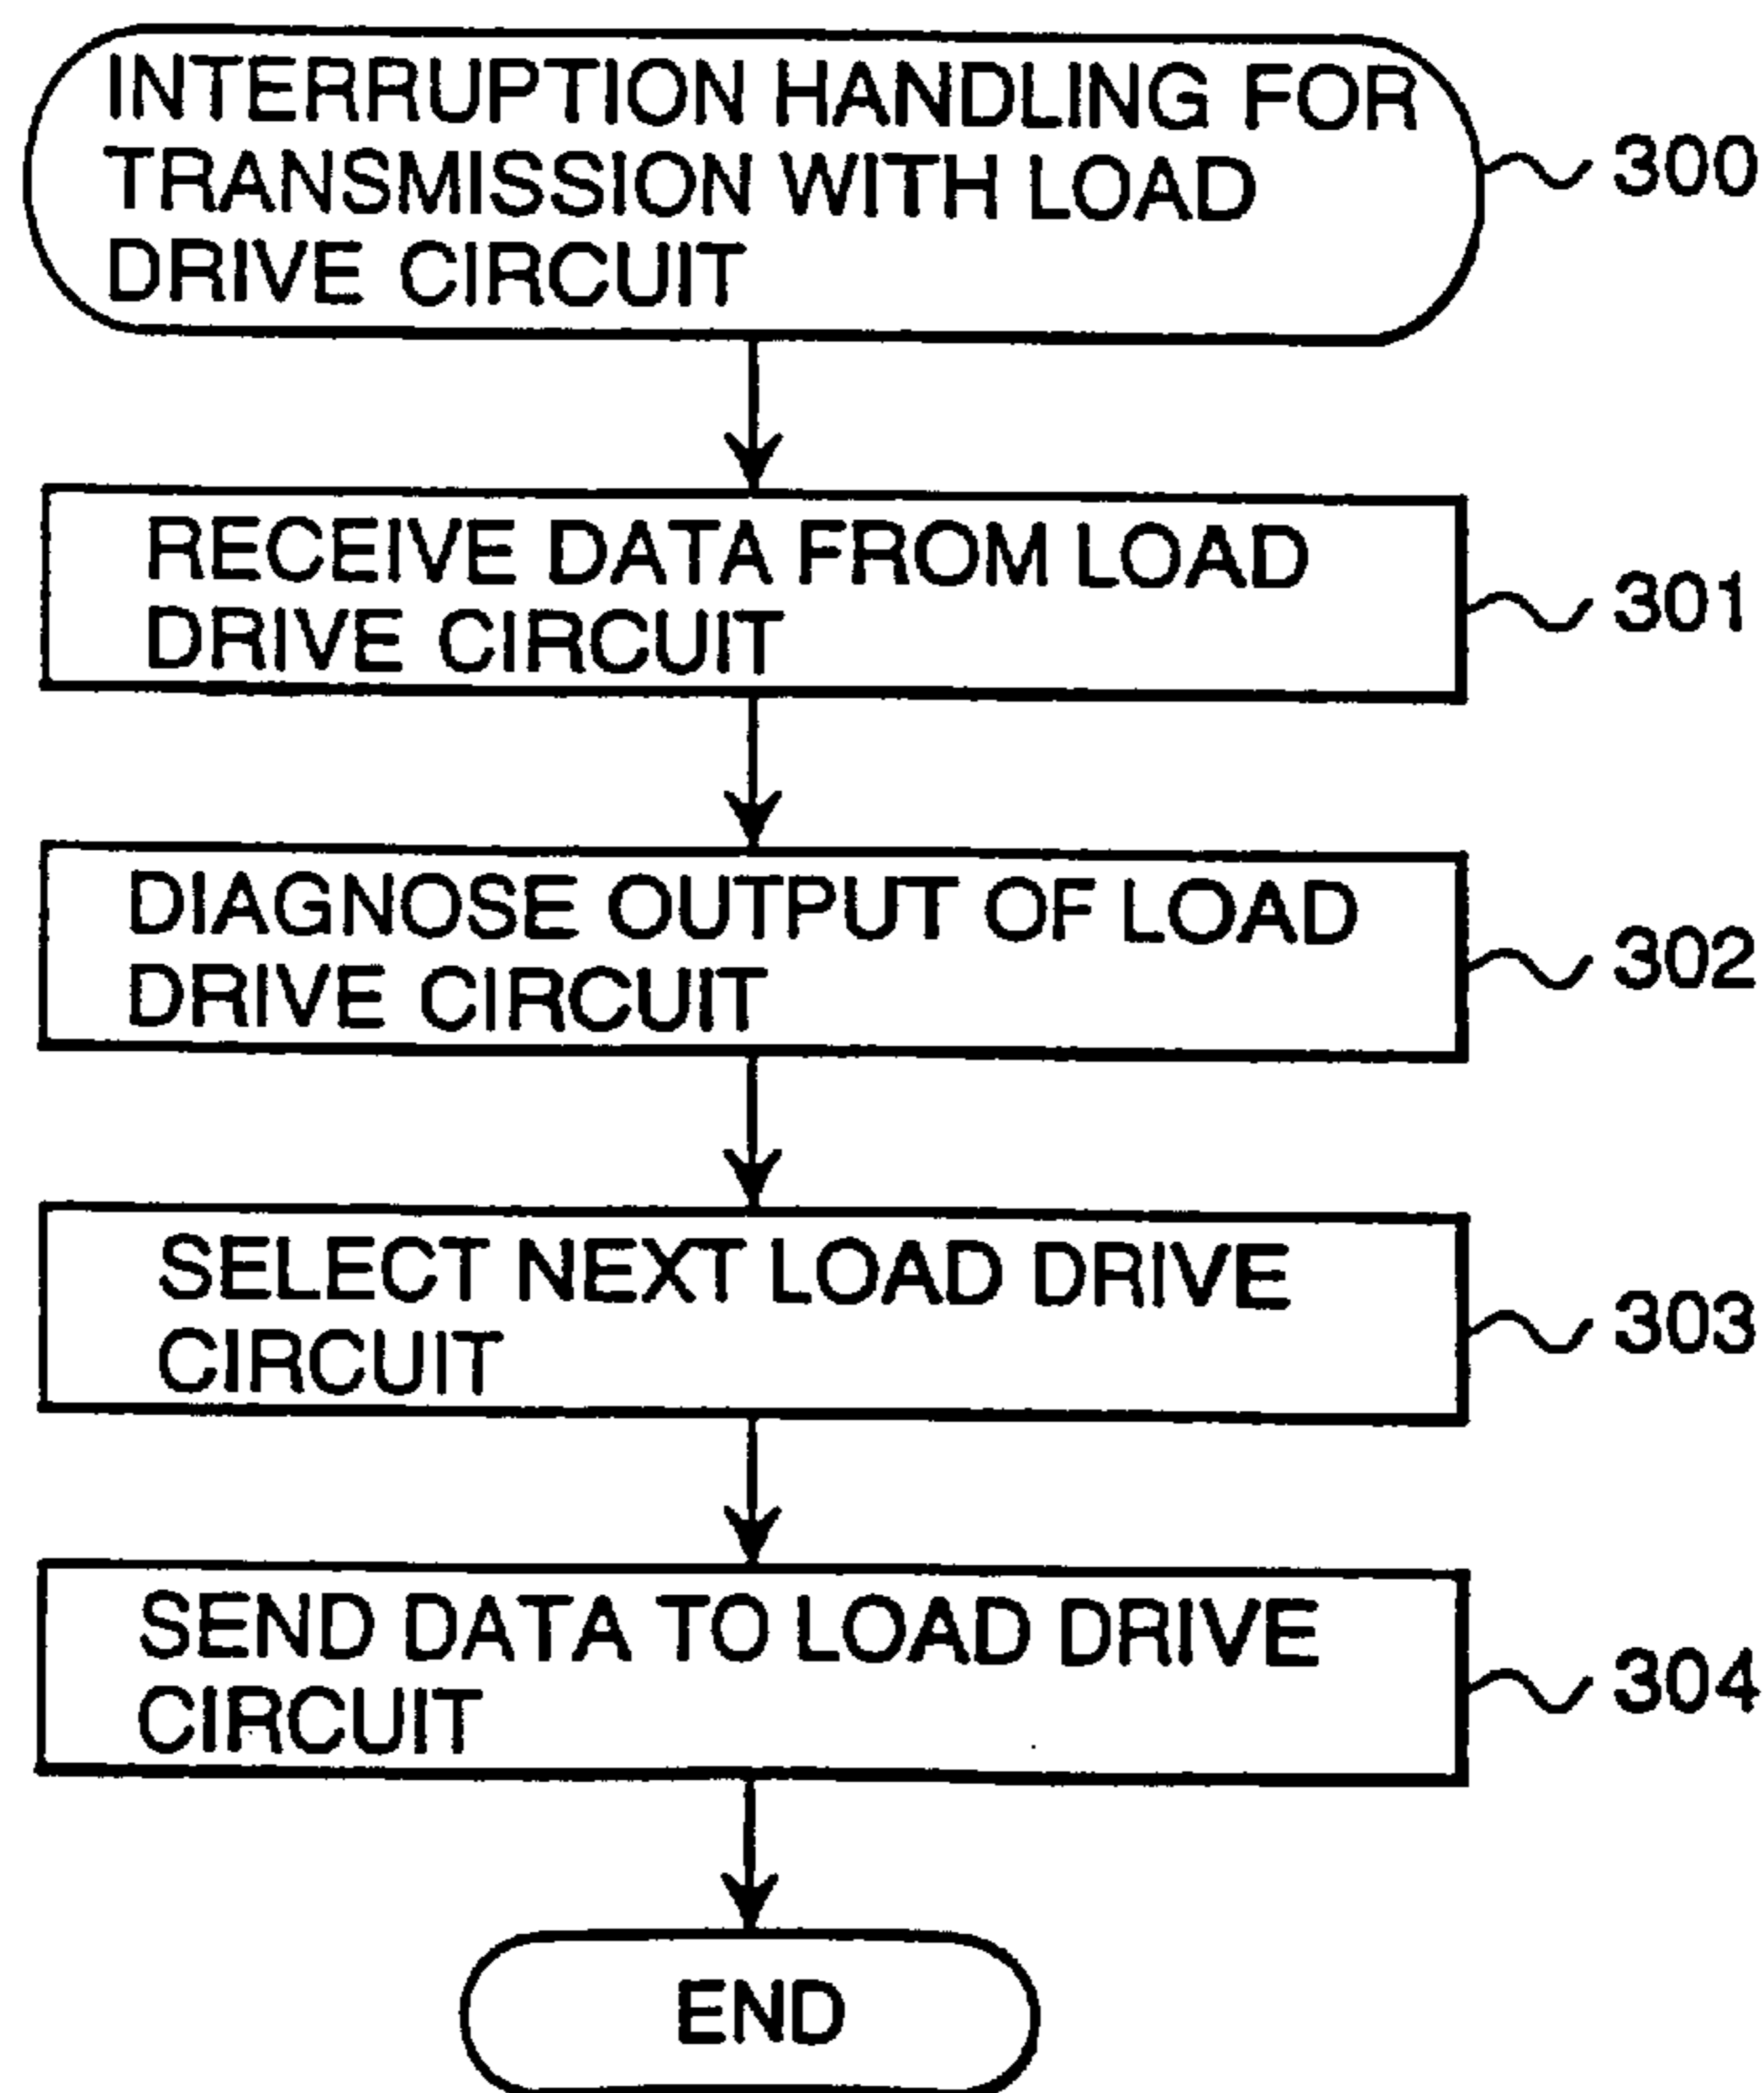 INTERRUPTION HANDLING FOR
TRANSMISSION WITH LOAD
DRIVE CIRCUIT
300
RECEIVE DATA FROM LOAD
DRIVE CIRCUIT
301
DIAGNOSE OUTPUT OF LOAD
DRIVE CIRCUIT
302
SELECT NEXT LOAD DRIVE
CIRCUIT
303
SEND DATA TO LOAD DRIVE
CIRCUIT
304
END